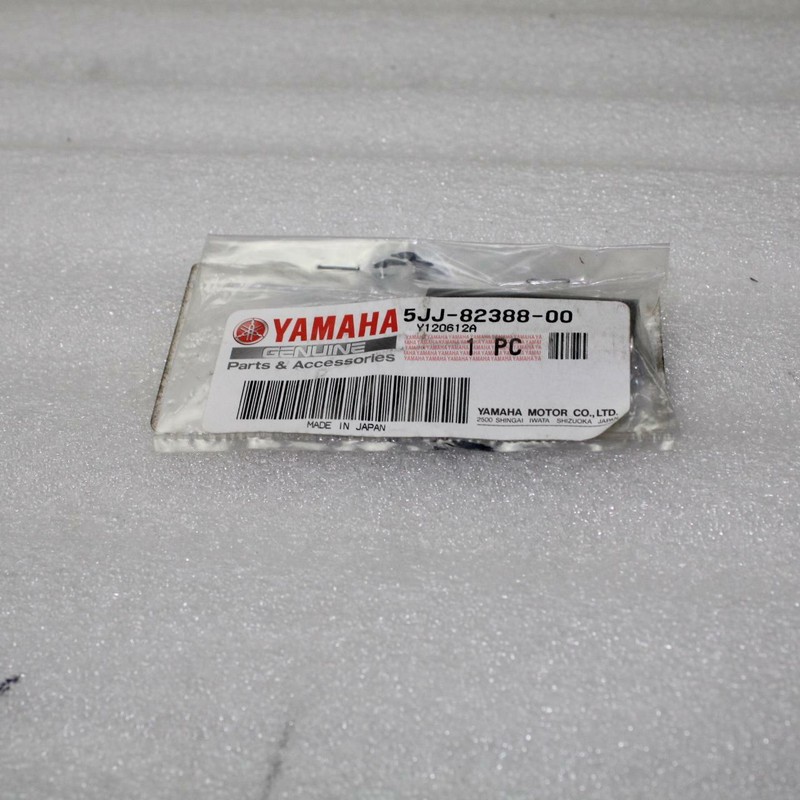 YAMAHA
GENUINE
Parts & Accessories
5JJ-82388-00
Y120612A
1 PC
MADE IN JAPAN
YAMAHA MOTOR CO.,LTD.
2500 SHINGAI IWATA SHIZUOKA JAPAN